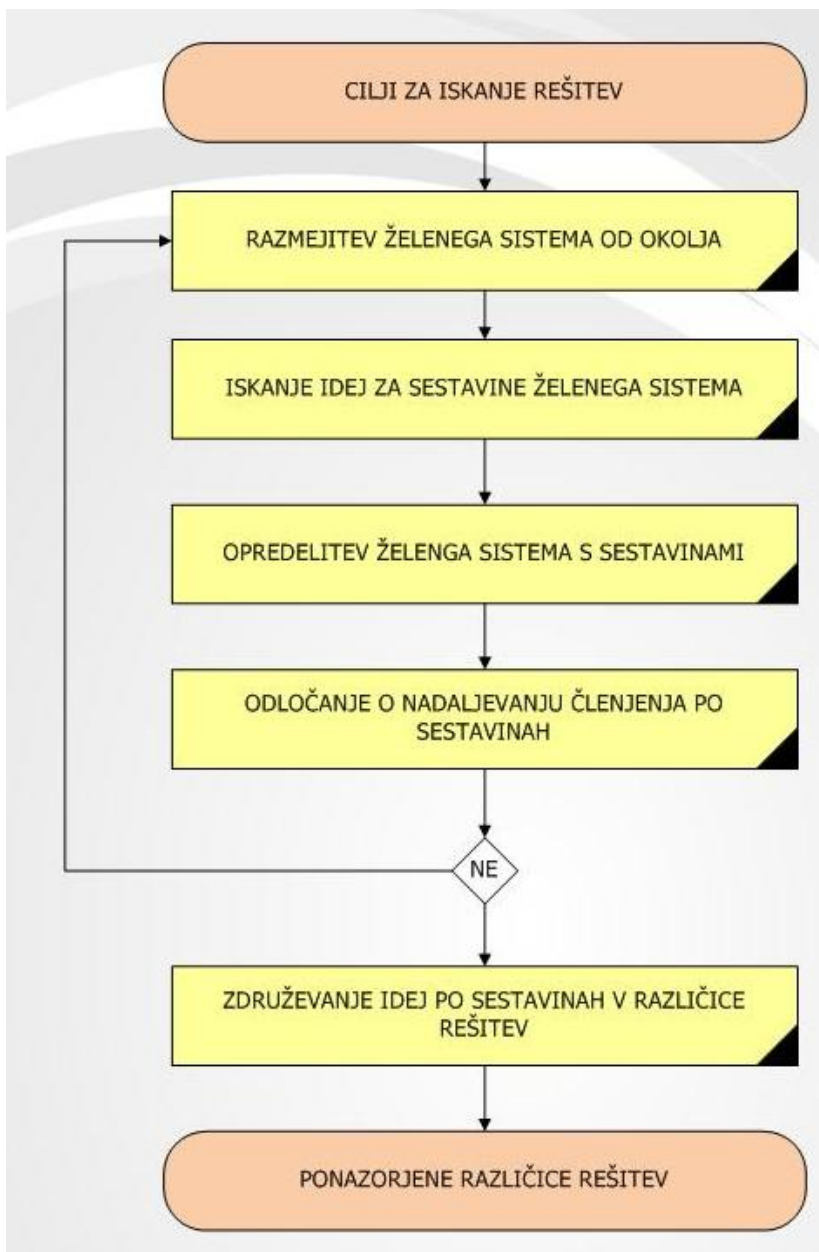 CILJI ZA ISKANJE REŠITEV
RAZMEJITEV ŽELENEGA SISTEMA OD OKOLJA
ISKANJE IDEJ ZA SESTAVINE ŽELENEGA SISTEMA
OPREDELITEV ŽELENGA SISTEMA S SESTAVINAMI
ODLOČANJE O NADALJEVANJU ČLENJENJA PO
SESTAVINAH
NE
ZDRUŽEVANJE IDEJ PO SESTAVINAH V RAZLIČICE
REŠITEV
PONAZORJENE RAZLIČICE REŠITEV